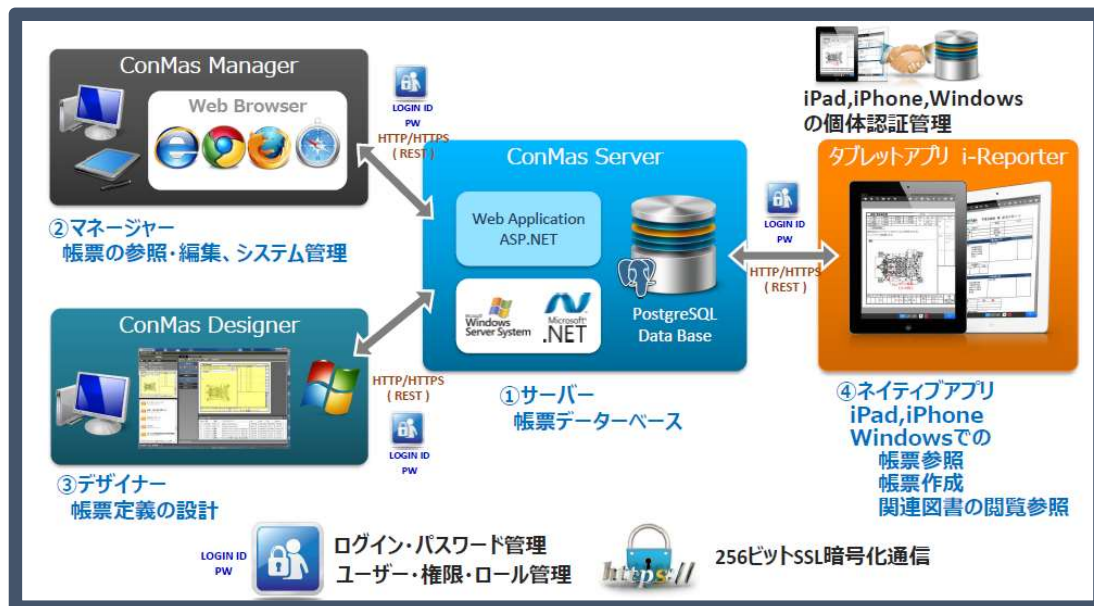 ConMas Manager
Web Browser
LOGIN ID
PW
HTTP/HTTPS
( REST )
②マネージャー
帳票の参照・編集、システム管理
ConMas Designer
HTTP/HTTPS
( REST )
LOGIN ID
PW
③デザイナー
帳票定義の設計
ConMas Server
Web Application
ASP.NET
Microsoft
Windows
Server System
Microsoft
.NET
PostgreSQL
Data Base
①サーバー
帳票データーベース
LOGIN ID
PW
HTTP/HTTPS
( REST )
iPad,iPhone,Windows
の個体認証管理
タブレットアプリ i-Reporter
④ネイティブアプリ
iPad,iPhone
Windowsでの
帳票参照
帳票作成
関連図書の閲覧参照
LOGIN ID
PW
ログイン・パスワード管理
ユーザー・権限・ロール管理
https://
256ビットSSL暗号化通信